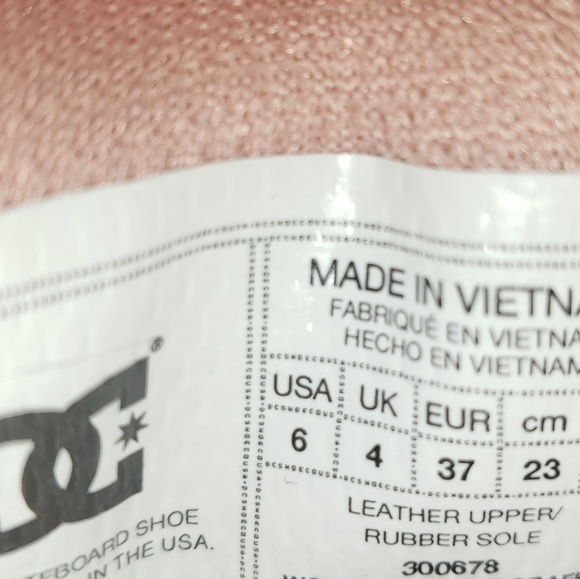 MADE IN VIETNA
FABRIQUÉ EN VIETNA
HECHO EN VIETNAM
USA UK EUR cm
6 4 37 23
LEATHER UPPER/
RUBBER SOLE
300678
DC®
TEBOARD SHOE
IN THE USA.